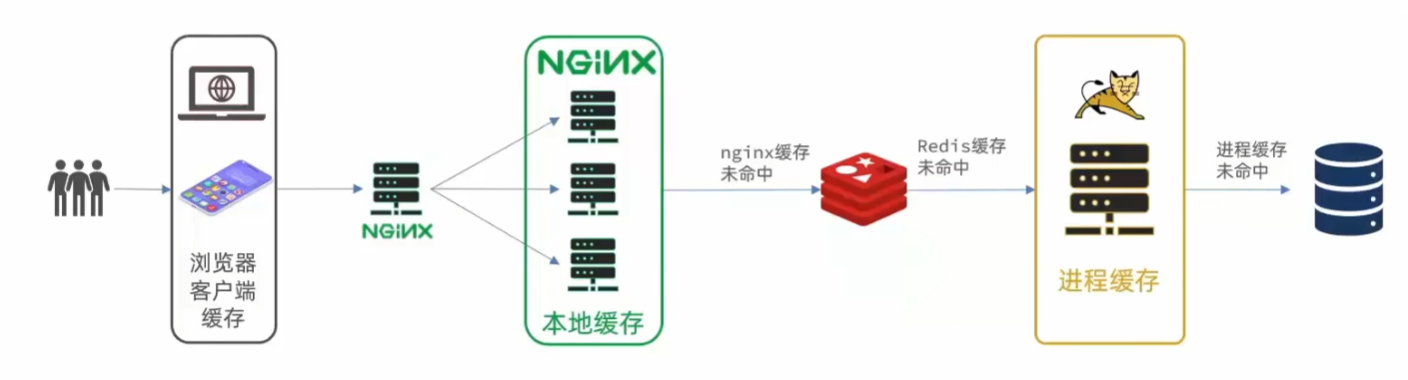 浏览器
客户端
缓存
NGINX
NGINX
本地缓存
nginx缓存
未命中
Redis缓存
未命中
进程缓存
进程缓存
未命中